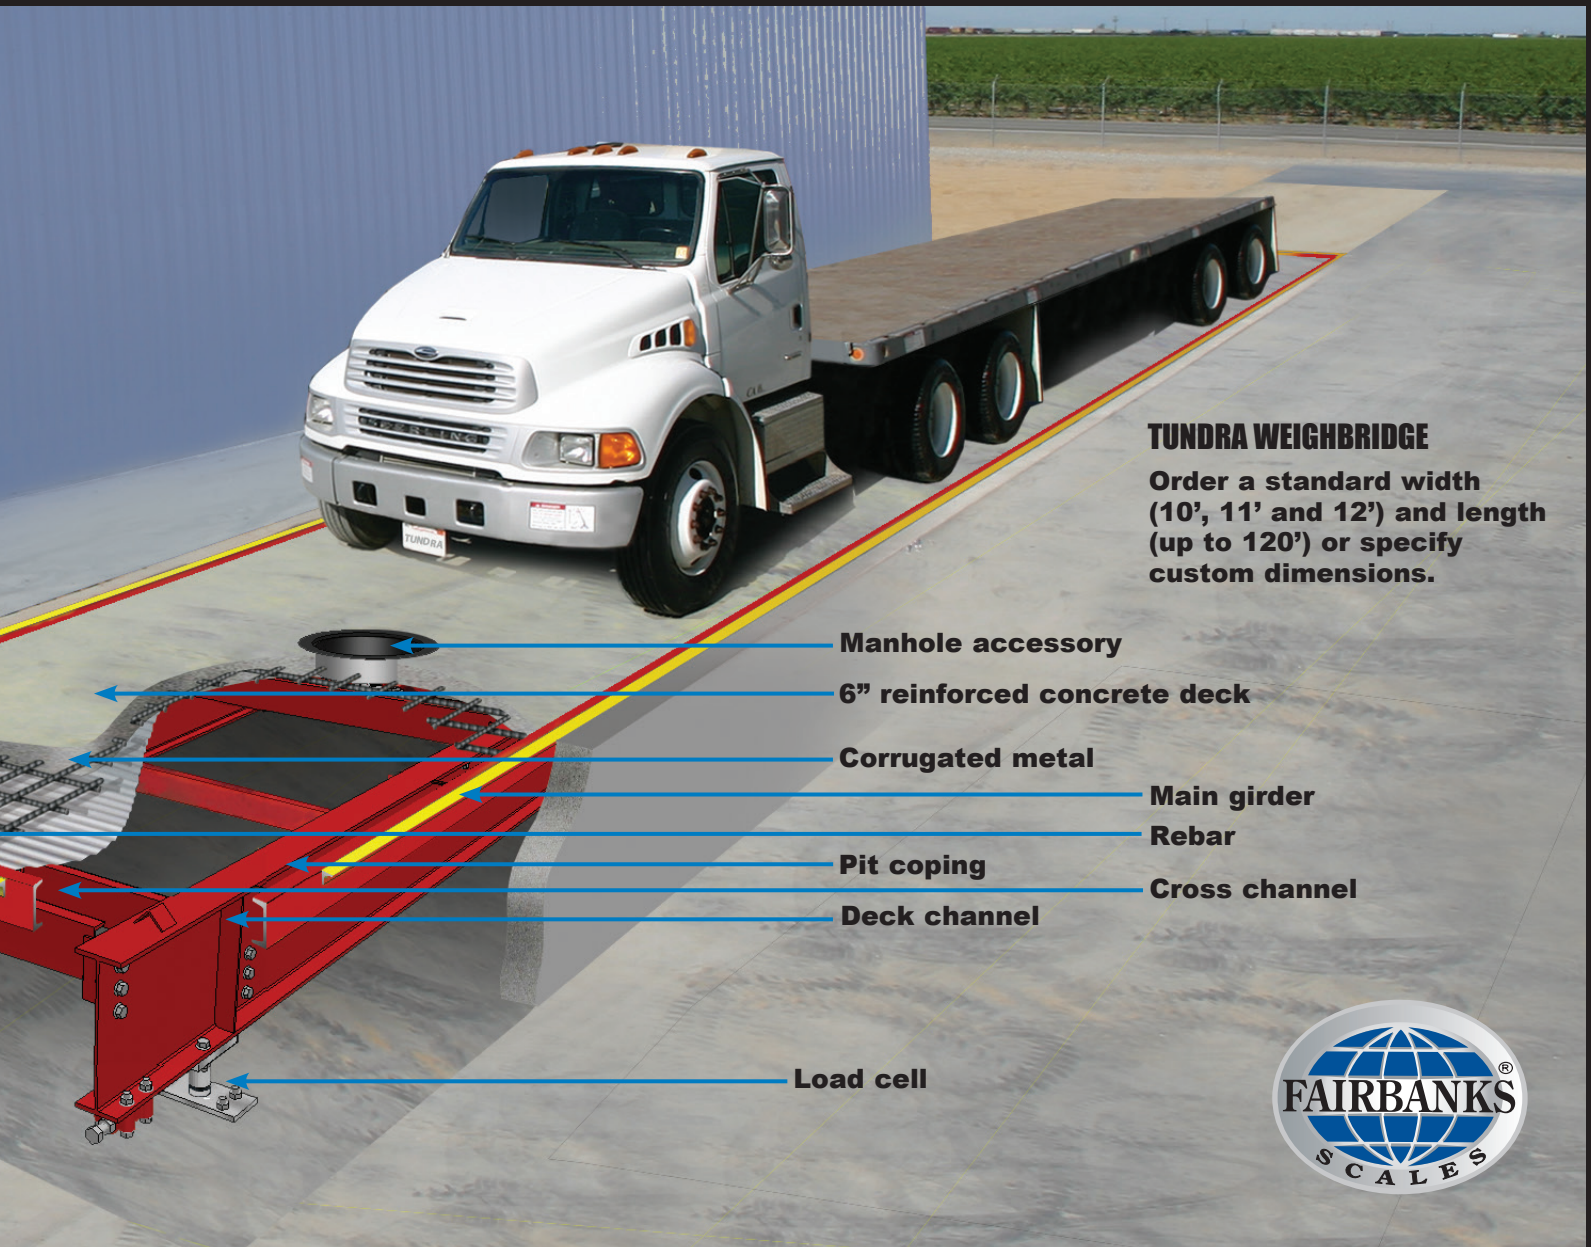 TUNDRA WEIGHBRIDGE
Order a standard width
(10’, 11’ and 12’) and length
(up to 120’) or specify
custom dimensions.
STERLING
TUNDRA
Manhole accessory
6” reinforced concrete deck
Corrugated metal
Main girder
Rebar
Pit coping
Cross channel
Deck channel
Load cell
FAIRBANKS®
SCALES